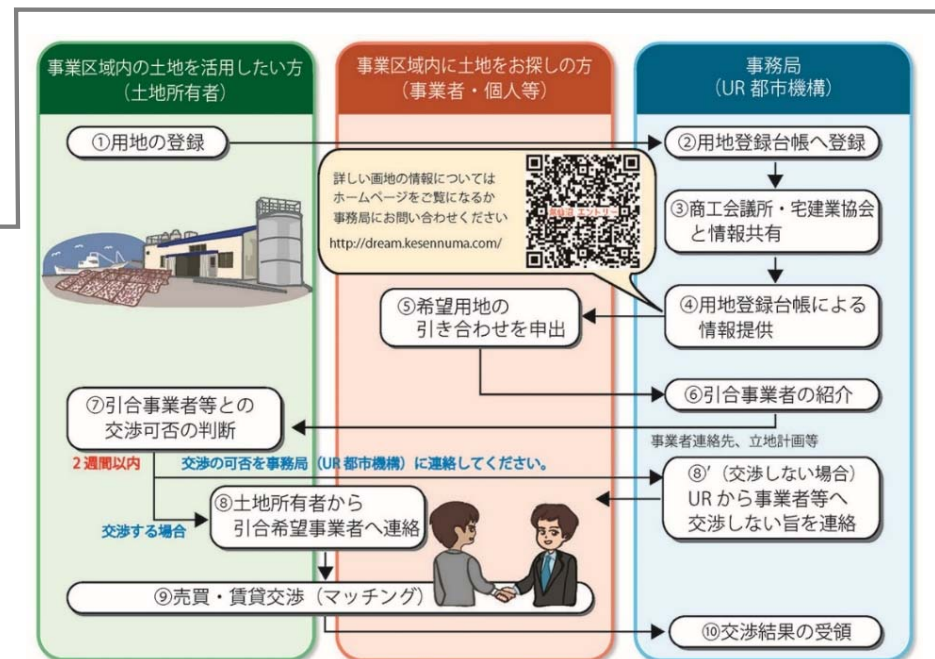 事業区域内の土地を活用したい方
（土地所有者）
事業区域内に土地をお探しの方
（事業者・個人等）
事務局
（UR 都市機構）
①用地の登録
②用地登録台帳へ登録
詳しい画地の情報については
ホームページをご覧になるか
事務局にお問い合わせください
http://dream.kesennuma.com/
気仙沼 エントリー
③商工会議所・宅建業協会
と情報共有
④用地登録台帳による
情報提供
⑤希望用地の
引き合わせを申出
⑥引合事業者の紹介
事業者連絡先、立地計画等
⑦引合事業者等との
交渉可否の判断
2 週間以内
交渉の可否を事務局（UR 都市機構）に連絡してください。
⑧′（交渉しない場合）
UR から事業者等へ
交渉しない旨を連絡
交渉する場合
⑧土地所有者から
引合希望事業者へ連絡
⑨売買・賃貸交渉（マッチング）
⑩交渉結果の受領